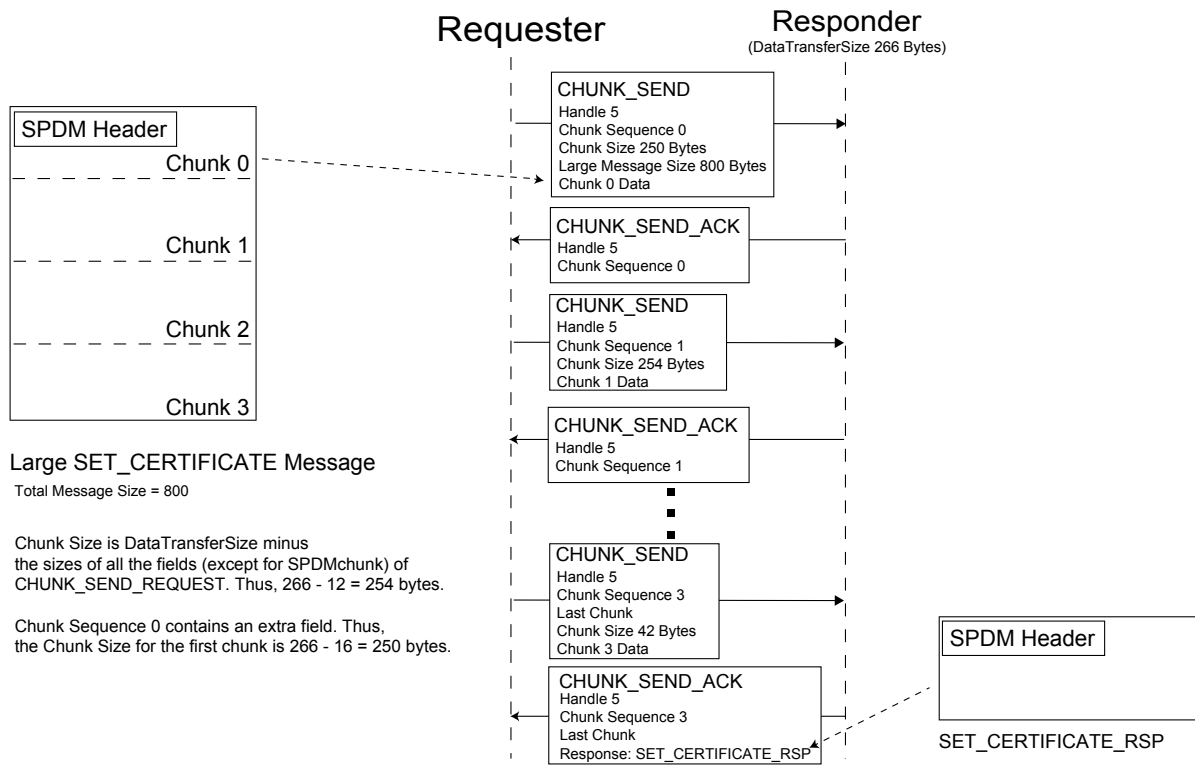 Requester
Responder
(DataTransferSize 266 Bytes)
SPDM Header
Chunk 0
Chunk 1
Chunk 2
Chunk 3
Large SET_CERTIFICATE Message
Total Message Size = 800
Chunk Size is DataTransferSize minus
the sizes of all the fields (except for SPDMchunk) of
CHUNK_SEND_REQUEST. Thus, 266 - 12 = 254 bytes.
Chunk Sequence 0 contains an extra field. Thus,
the Chunk Size for the first chunk is 266 - 16 = 250 bytes.
CHUNK_SEND
Handle 5
Chunk Sequence 0
Chunk Size 250 Bytes
Large Message Size 800 Bytes
Chunk 0 Data
CHUNK_SEND_ACK
Handle 5
Chunk Sequence 0
CHUNK_SEND
Handle 5
Chunk Sequence 1
Chunk Size 254 Bytes
Chunk 1 Data
CHUNK_SEND_ACK
Handle 5
Chunk Sequence 1
CHUNK_SEND
Handle 5
Chunk Sequence 3
Last Chunk
Chunk Size 42 Bytes
Chunk 3 Data
CHUNK_SEND_ACK
Handle 5
Chunk Sequence 3
Last Chunk
Response: SET_CERTIFICATE_RSP
SPDM Header
SET_CERTIFICATE_RSP